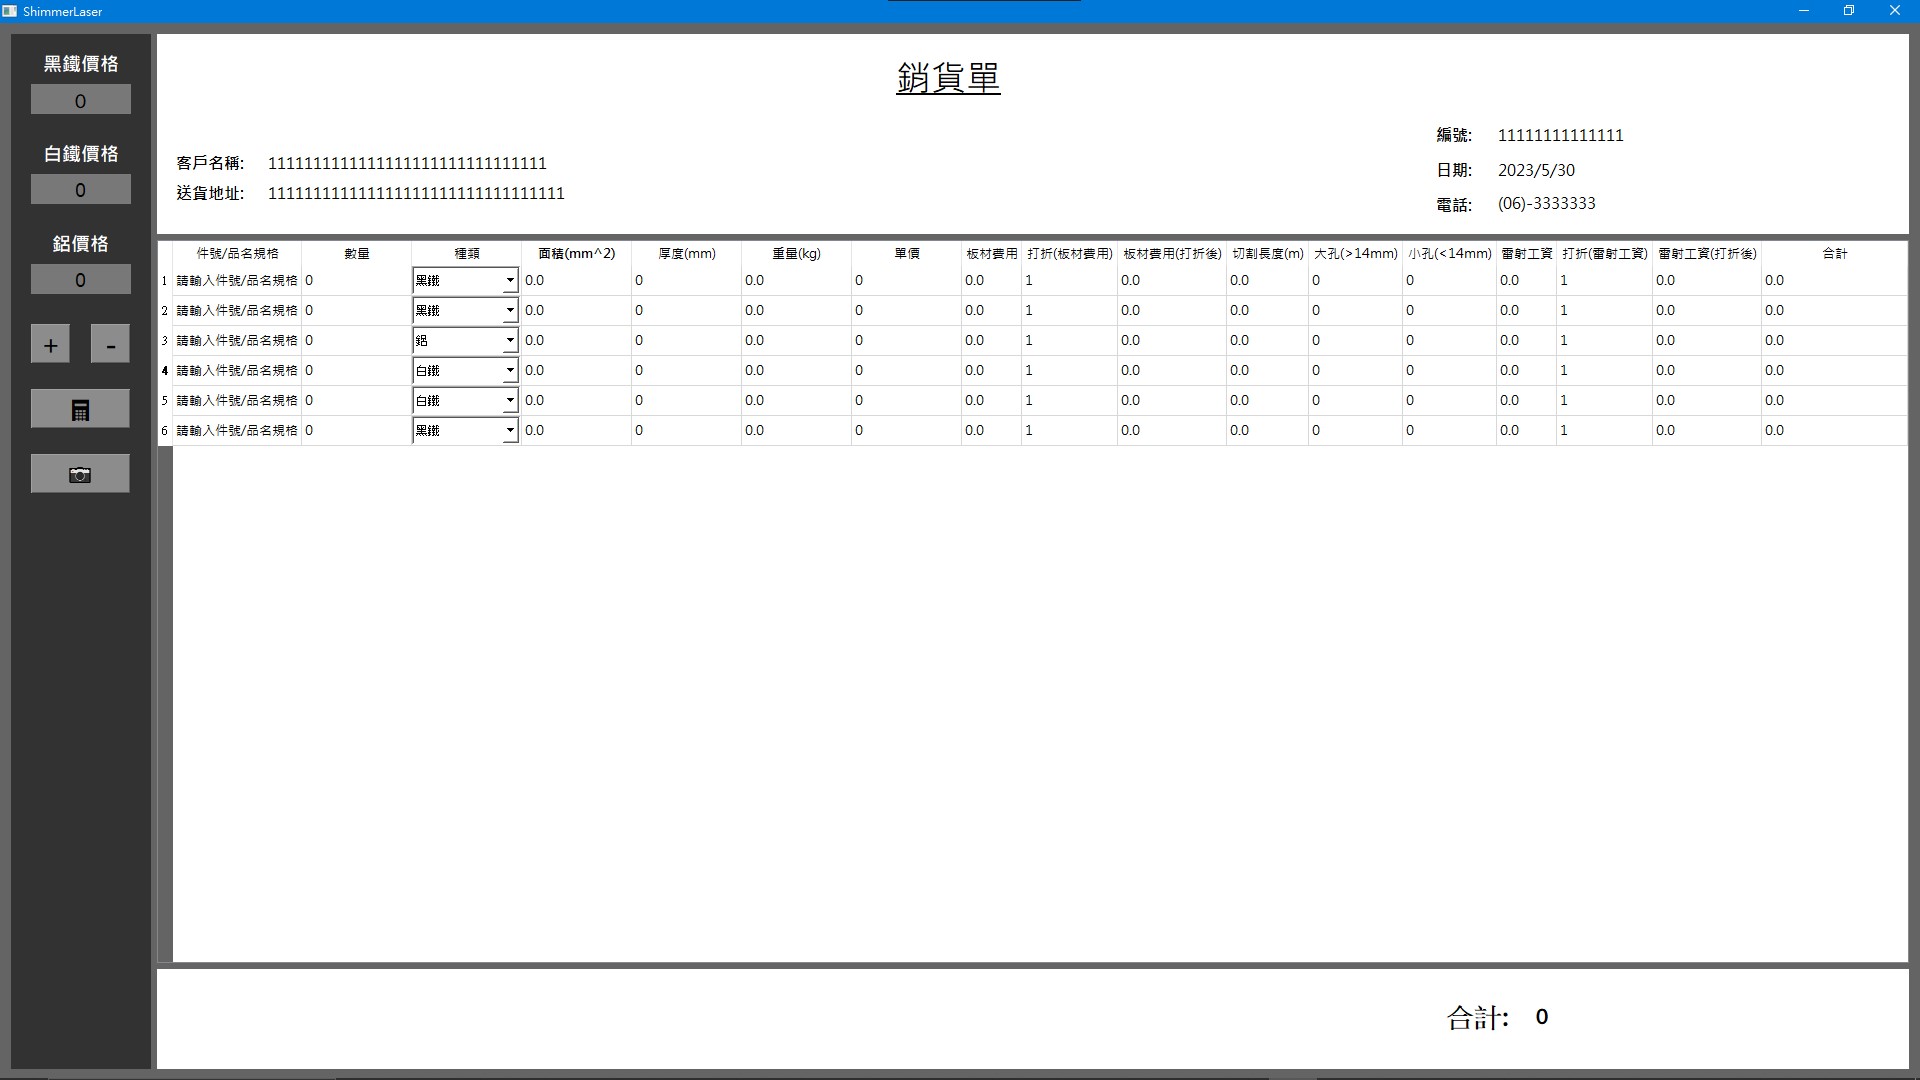 ShimmerLaser
黑鐵價格
0
白鐵價格
0
鋁價格
0
+ -
銷貨單
客戶名稱: 1111111111111111111111111111111
送貨地址: 111111111111111111111111111111111
編號: 11111111111111
日期: 2023/5/30
電話: (06)-3333333
件號/品名規格 數量 種類 面積(mm^2) 厚度(mm) 重量(kg) 單價 板材費用 打折(板材費用) 板材費用(打折後) 切割長度(m) 大孔(>14mm) 小孔(<14mm) 雷射工資 打折(雷射工資) 雷射工資(打折後) 合計
1 請輸入件號/品名規格 0 黑鐵 0.0 0 0.0 0 0.0 1 0.0 0.0 0 0 0.0 1 0.0 0.0
2 請輸入件號/品名規格 0 黑鐵 0.0 0 0.0 0 0.0 1 0.0 0.0 0 0 0.0 1 0.0 0.0
3 請輸入件號/品名規格 0 鋁 0.0 0 0.0 0 0.0 1 0.0 0.0 0 0 0.0 1 0.0 0.0
4 請輸入件號/品名規格 0 白鐵 0.0 0 0.0 0 0.0 1 0.0 0.0 0 0 0.0 1 0.0 0.0
5 請輸入件號/品名規格 0 白鐵 0.0 0 0.0 0 0.0 1 0.0 0.0 0 0 0.0 1 0.0 0.0
6 請輸入件號/品名規格 0 黑鐵 0.0 0 0.0 0 0.0 1 0.0 0.0 0 0 0.0 1 0.0 0.0
合計: 0